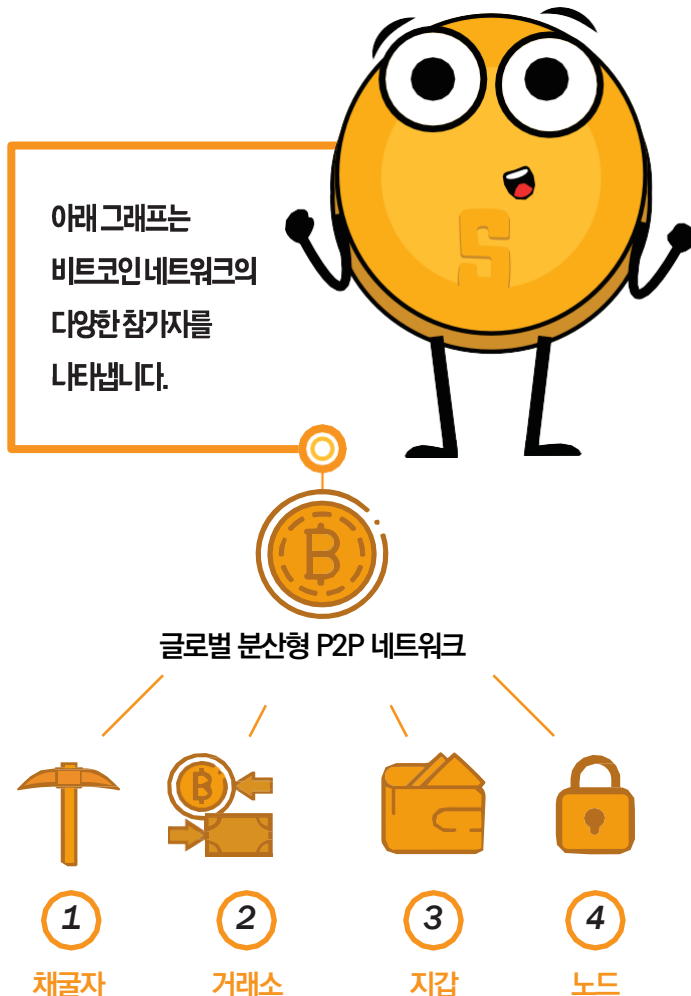 아래 그래프는
비트코인 네트워크의
다양한 참가자를
나타냅니다.
글로벌 분산형 P2P 네트워크
1 2 3 4
채굴자 거래소 지갑 노드